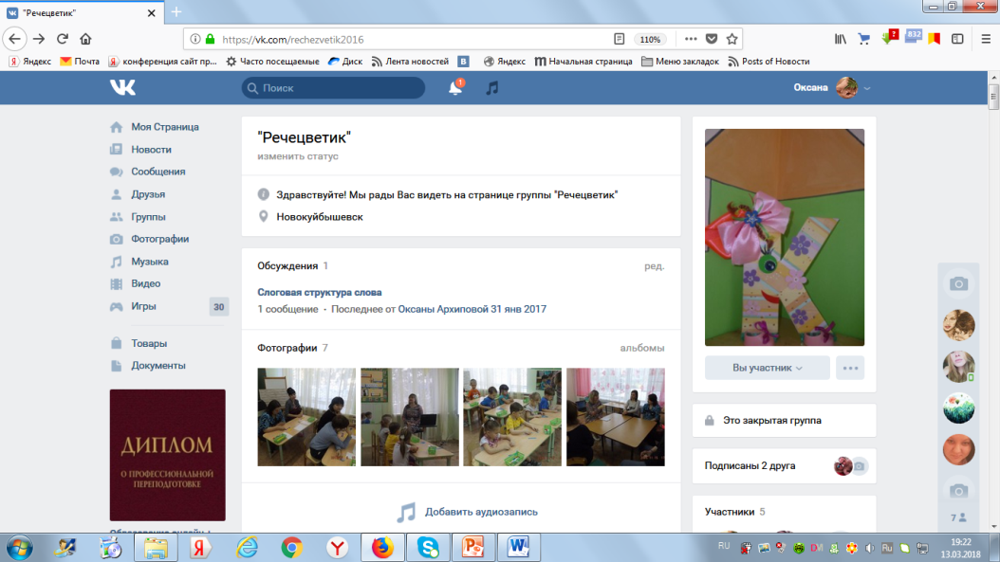 "Речецветик"
https://vk.com/rechezvetik2016
110%
832
Яндекс
Почта
конференция сайт пр...
Часто посещаемые
Диск
Лента новостей
Яндекс
Начальная страница
Меню закладок
Posts of Новости
Поиск
1
Оксана
Моя Страница
Новости
Сообщения
Друзья
Группы
Фотографии
Музыка
Видео
Игры 30
Товары
Документы
ДИПЛОМ
О ПРОФЕССИОНАЛЬНОЙ
ПЕРЕПОДГОТОВКЕ
"Речецветик"
изменить статус
Здравствуйте! Мы рады Вас видеть на странице группы "Речецветик"
Новокуйбышевск
Обсуждения 1 ред.
Слоговая структура слова
1 сообщение · Последнее от Оксаны Архиповой 31 янв 2017
Фотографии 7 альбомы
Добавить аудиозапись
Вы участник
Это закрытая группа
Подписаны 2 друга
Участники 5
7
RU
19:22
13.03.2018